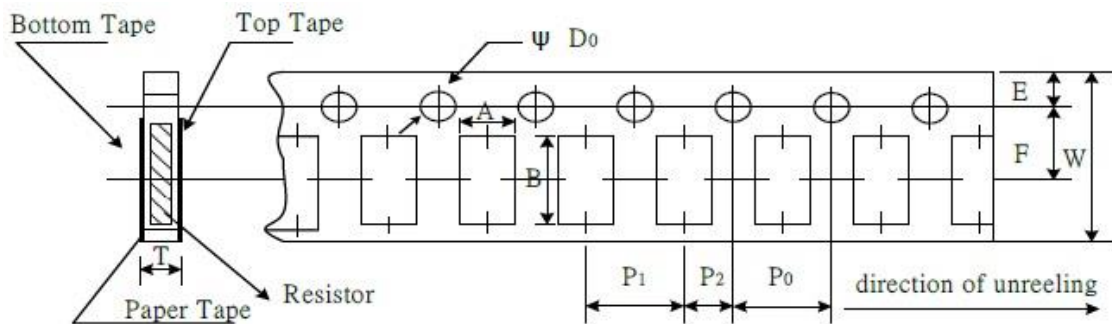 Bottom Tape
Top Tape
Ψ D0
A
B
E
F
W
T
P1
P2
P0
Resistor
Paper Tape
direction of unreeling